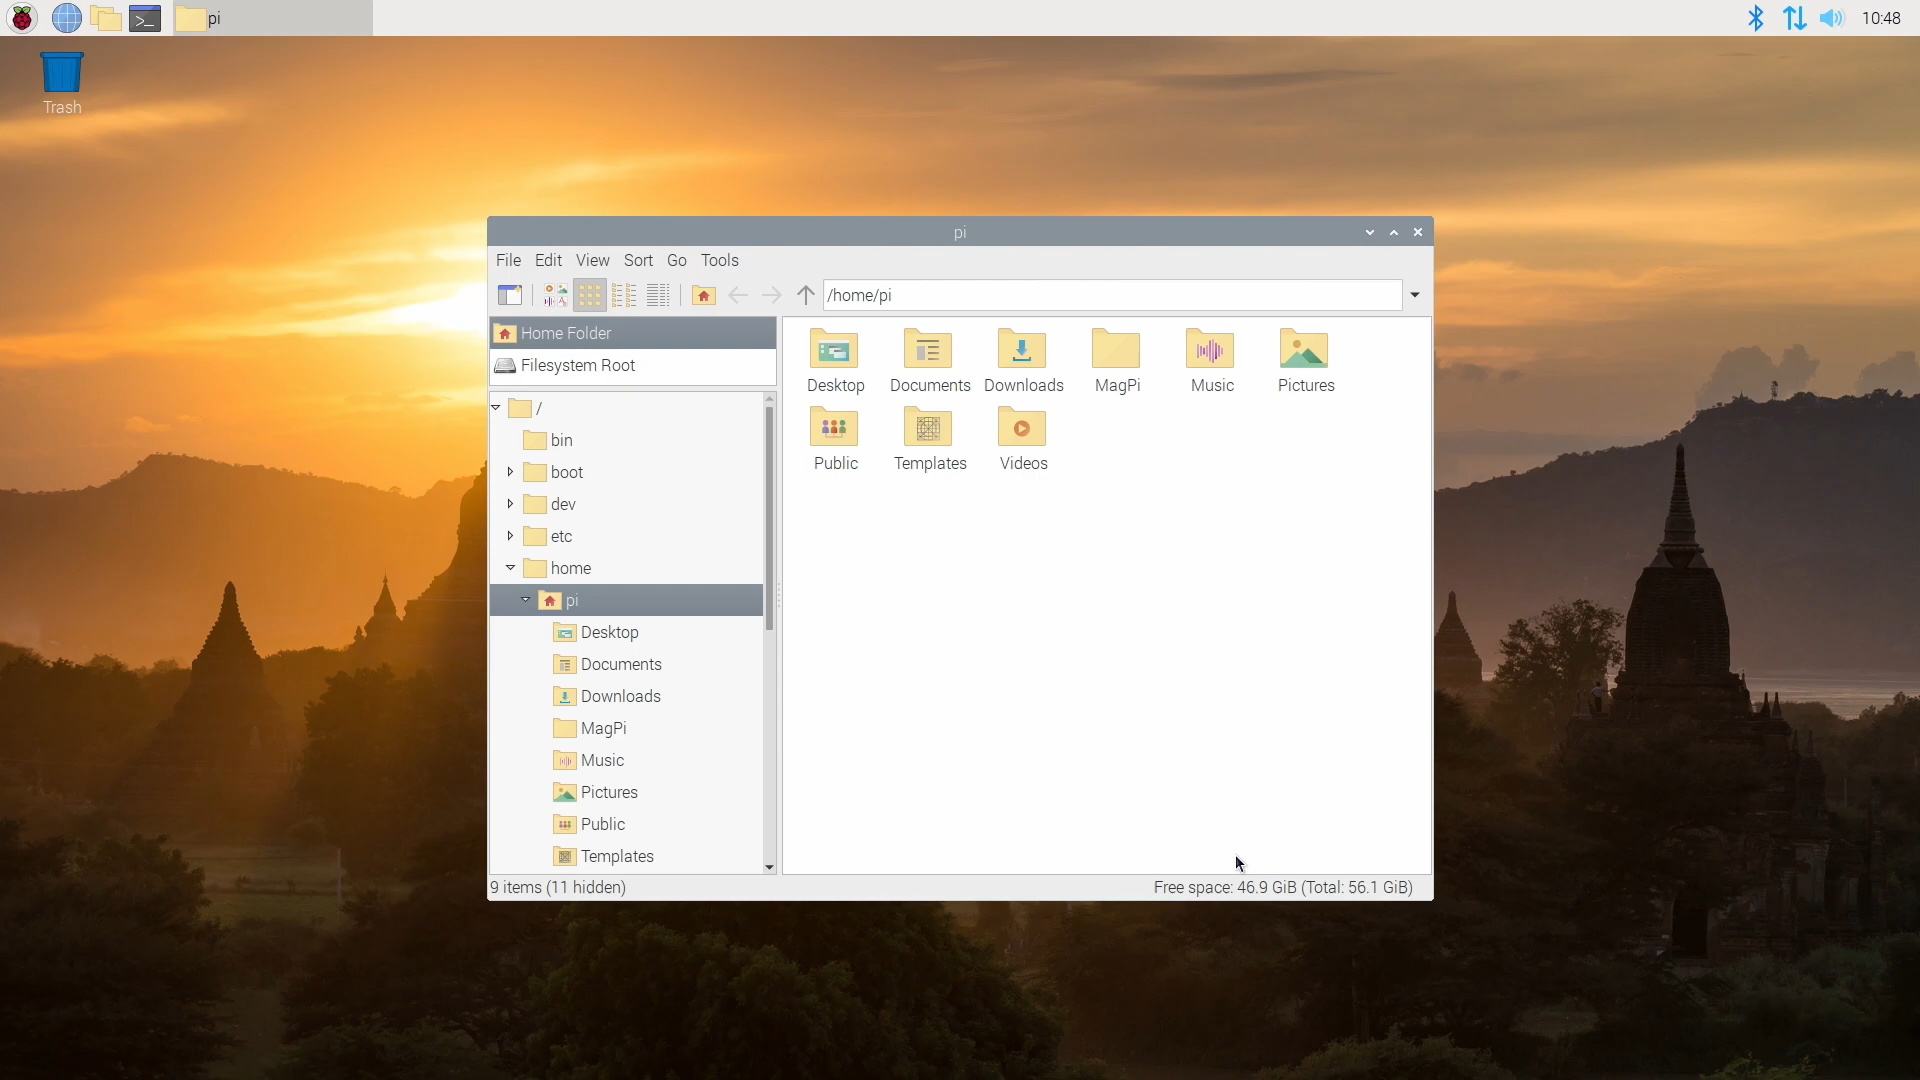 pi
10:48
Trash
pi
File Edit View Sort Go Tools
/home/pi
Home Folder
Filesystem Root
/
bin
boot
dev
etc
home
pi
Desktop
Documents
Downloads
MagPi
Music
Pictures
Public
Templates
Desktop Documents Downloads MagPi Music Pictures
Public Templates Videos
9 items (11 hidden)
Free space: 46.9 GiB (Total: 56.1 GiB)